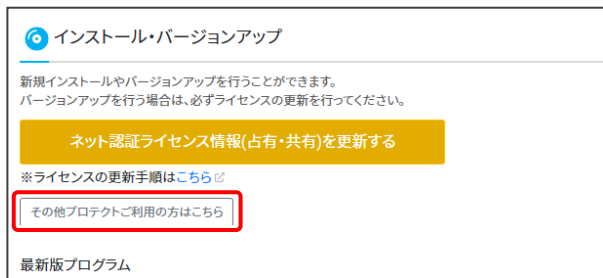 インストール・バージョンアップ
新規インストールやバージョンアップを行うことができます。
バージョンアップを行う場合は、必ずライセンスの更新を行ってください。
ネット認証ライセンス情報(占有・共有)を更新する
※ライセンスの更新手順はこちら
その他プロテクトご利用の方はこちら
最新版プログラム